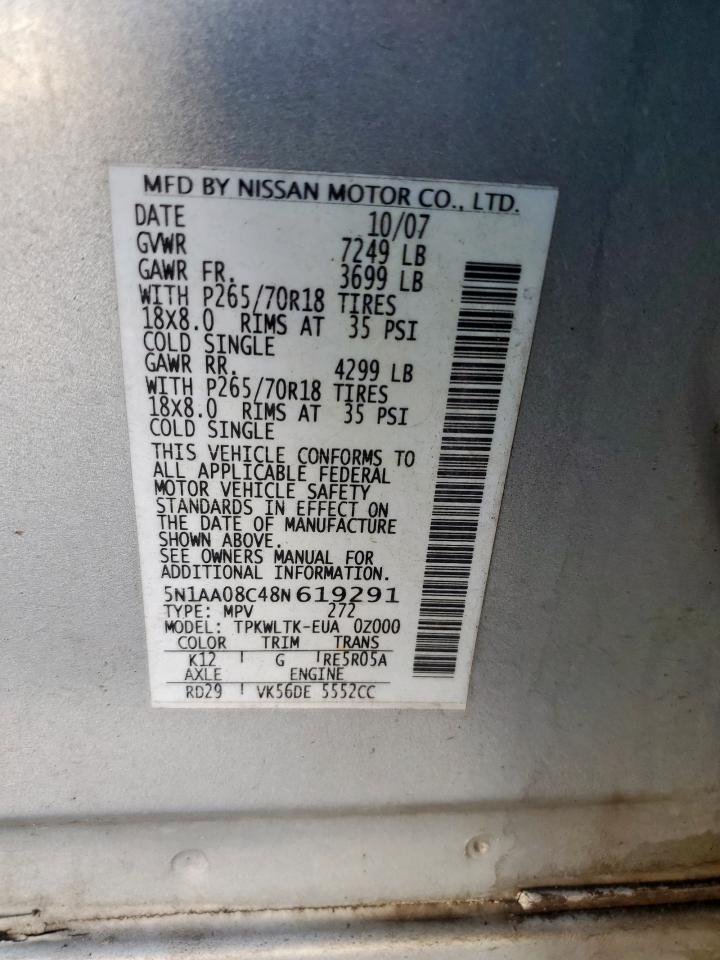 MFD BY NISSAN MOTOR CO., LTD.
DATE 10/07
GVWR 7249 LB
GAWR FR. 3699 LB
WITH P265/70R18 TIRES
18X8.0 RIMS AT 35 PSI
COLD SINGLE
GAWR RR. 4299 LB
WITH P265/70R18 TIRES
18X8.0 RIMS AT 35 PSI
COLD SINGLE
THIS VEHICLE CONFORMS TO
ALL APPLICABLE FEDERAL
MOTOR VEHICLE SAFETY
STANDARDS IN EFFECT ON
THE DATE OF MANUFACTURE
SHOWN ABOVE.
SEE OWNERS MANUAL FOR
ADDITIONAL INFORMATION.
5N1AA08C48N619291
TYPE: MPV 272
MODEL: TPKWLTK-EUA 0Z000
COLOR TRIM TRANS
K12 G RE5R05A
AXLE ENGINE
RD29 VK56DE 5552CC